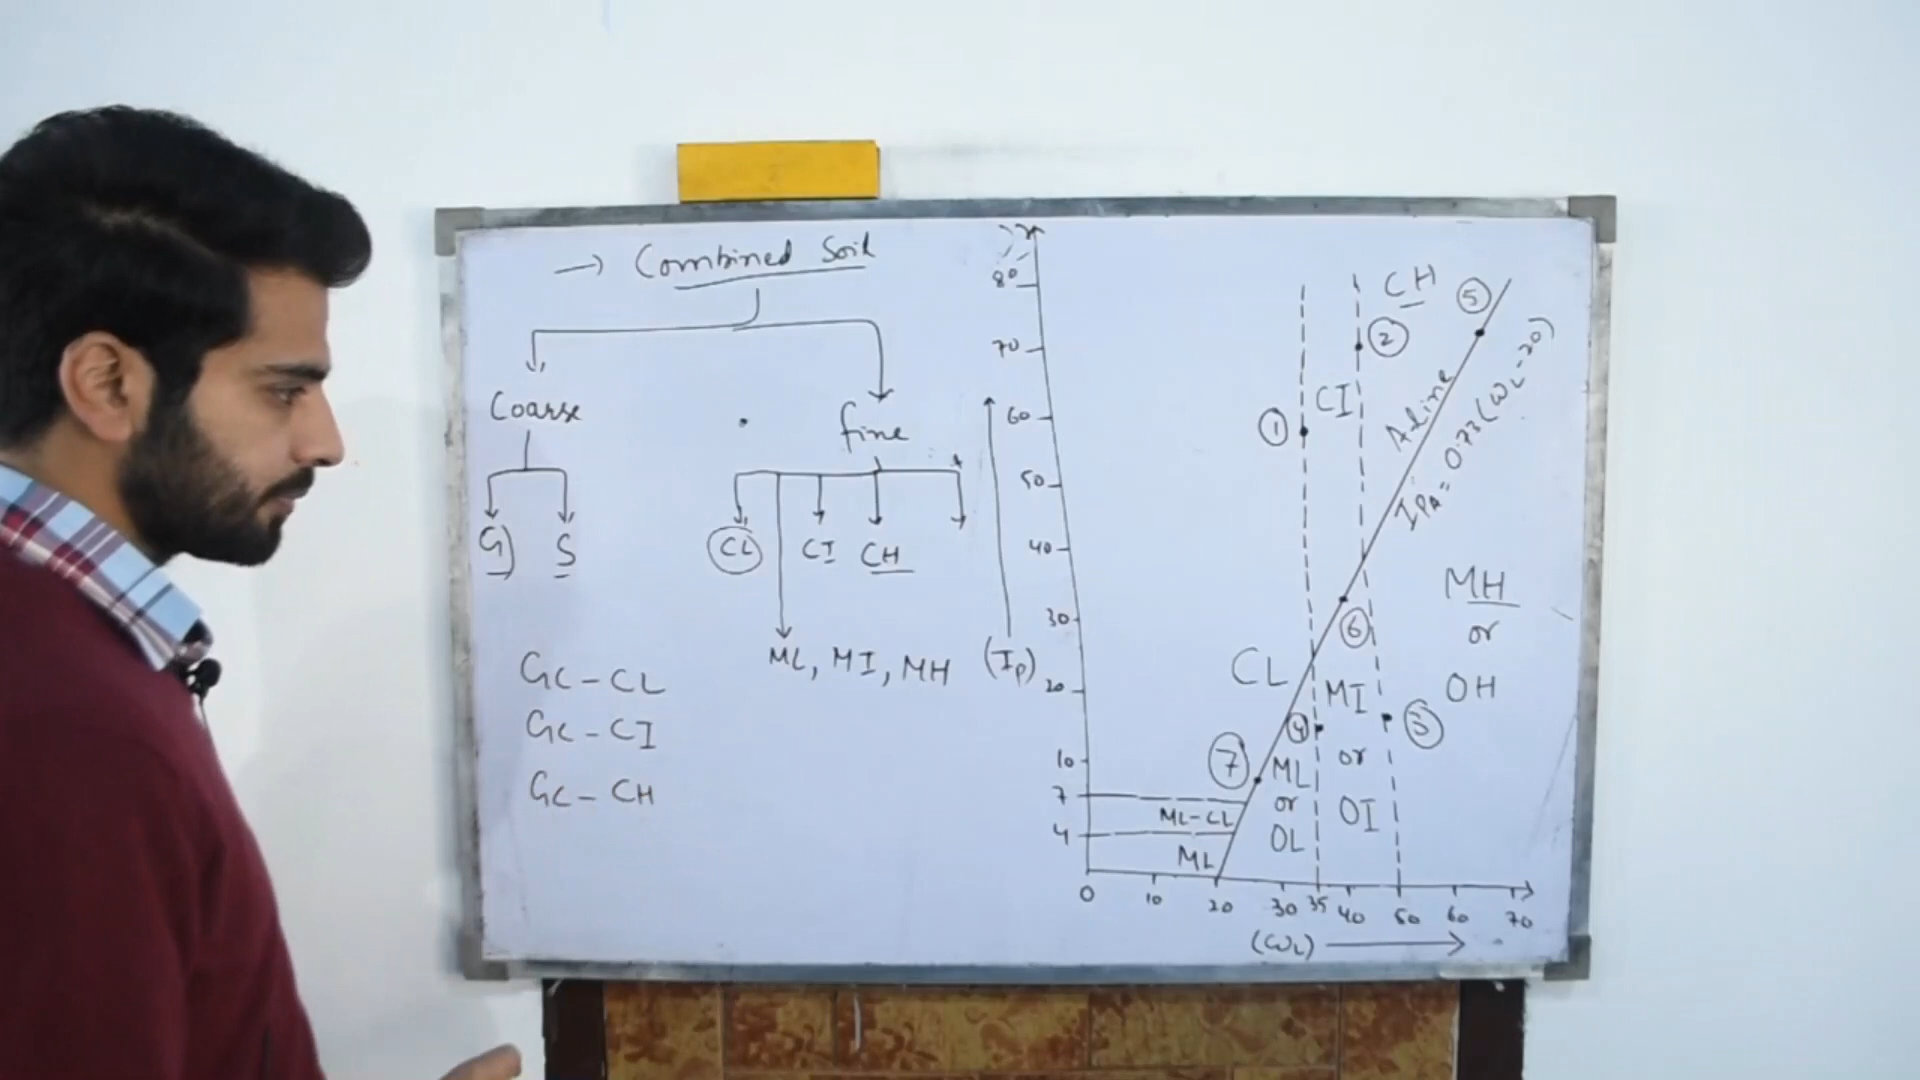 → Combined Soil
Coarse
fine
G
S
CL
CI
CH
ML, MI, MH
GC - CL
GC - CI
GC - CH
80
70
60
50
40
30
20
10
7
4
(Ip)
CH
5
2
CI
1
A-line
IPA = 0.73 (WL - 20)
MH
or
OH
6
CL
MI
or
OI
4
3
7
ML
or
OL
ML-CL
ML
0 10 20 30 35 40 50 60 70
(WL) →